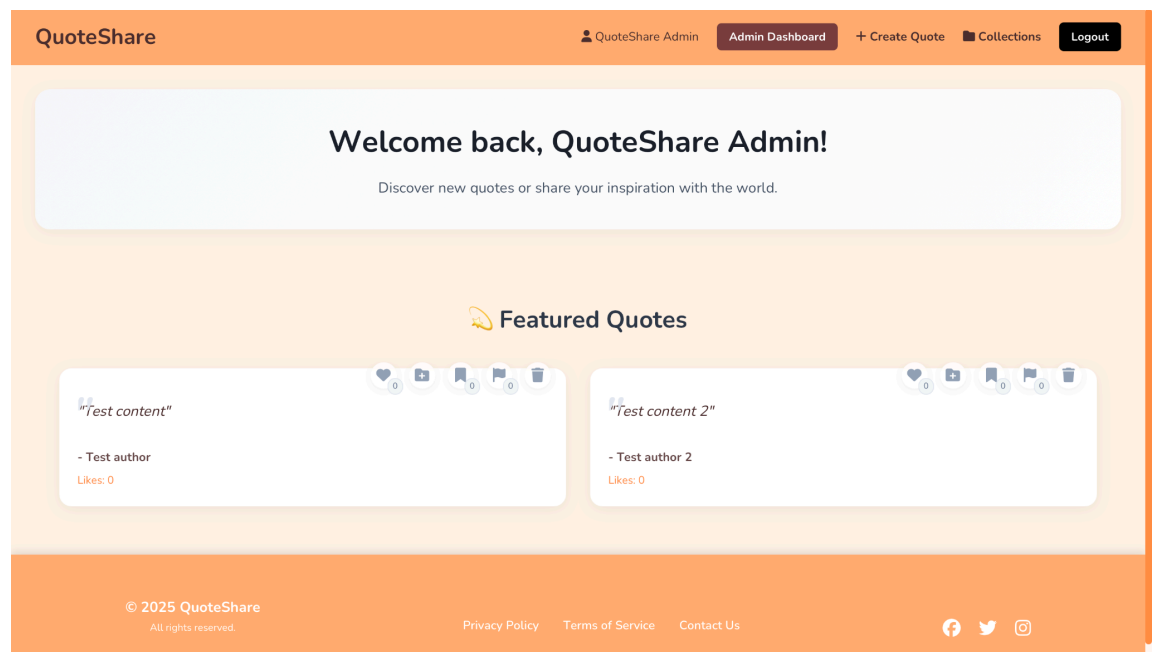 QuoteShare
QuoteShare Admin
Admin Dashboard
+ Create Quote
Collections
Logout
Welcome back, QuoteShare Admin!
Discover new quotes or share your inspiration with the world.
💫 Featured Quotes
0
0
0
"Test content"
- Test author
Likes: 0
0
0
0
"Test content 2"
- Test author 2
Likes: 0
© 2025 QuoteShare
All rights reserved.
Privacy Policy
Terms of Service
Contact Us